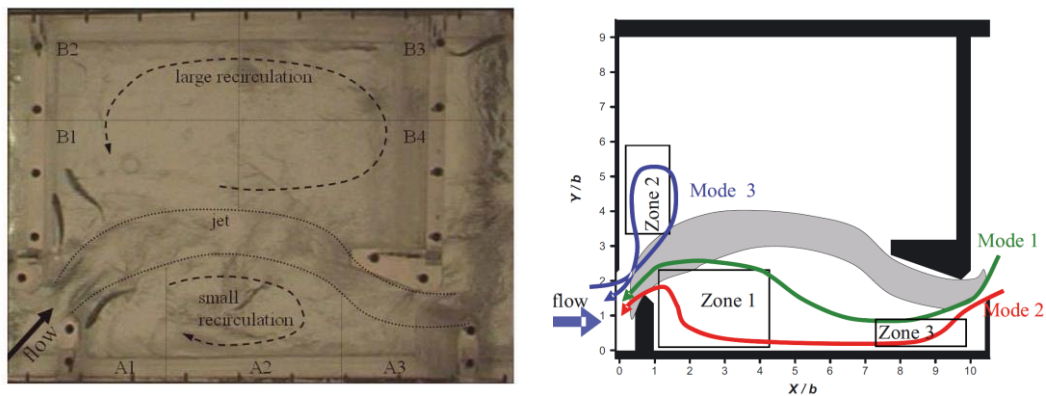 B2
B3
large recirculation
B1
B4
jet
small
recirculation
flow
A1
A2
A3
9
8
7
6
5
4
3
2
1
0
Y / b
Zone 2
Mode 3
Mode 1
flow
Zone 1
Mode 2
Zone 3
0 1 2 3 4 5 6 7 8 9 10
X / b